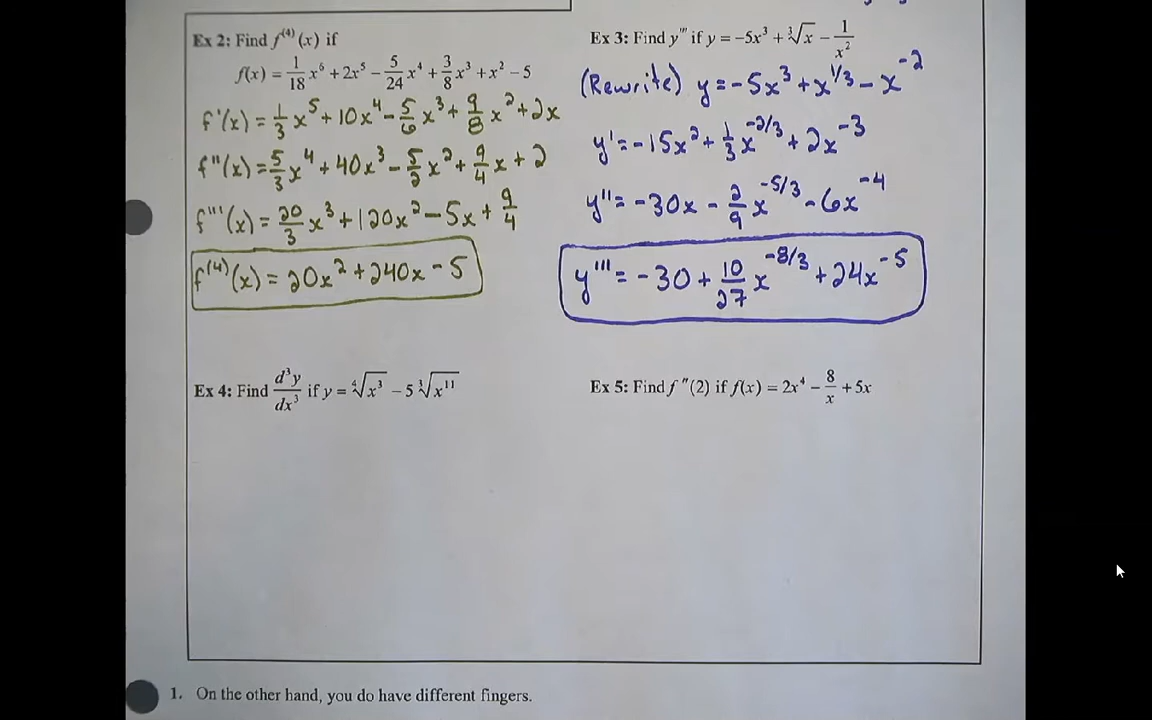 Ex 2: Find f⁽⁴⁾(x) if
f(x) = 1/18 x⁶ + 2x⁵ − 5/24 x⁴ + 3/8 x³ + x² − 5
f'(x) = 1/3 x⁵ + 10x⁴ − 5/6 x³ + 9/8 x² + 2x
f''(x) = 5/3 x⁴ + 40x³ − 5/2 x² + 9/4 x + 2
f'''(x) = 20/3 x³ + 120x² − 5x + 9/4
f⁽⁴⁾(x) = 20x² + 240x − 5
Ex 3: Find y''' if y = −5x³ + ³√x − 1/x²
(Rewrite) y = −5x³ + x^1/3 − x^−2
y' = −15x² + 1/3 x^−2/3 + 2x^−3
y'' = −30x − 2/9 x^−5/3 − 6x^−4
y''' = −30 + 10/27 x^−8/3 + 24x^−5
Ex 4: Find d³y/dx³ if y = ⁴√x³ − 5 ³√x¹¹
Ex 5: Find f ''(2) if f(x) = 2x⁴ − 8/x + 5x
1. On the other hand, you do have different fingers.